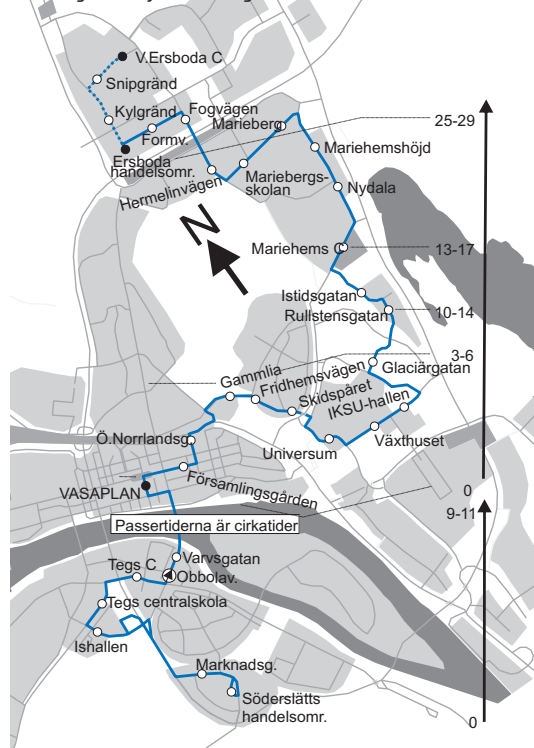 V.Ersboda C
Snipgränd
Kylgränd
Fogvägen
Marieberg
25-29
Formv.
Mariehemshöjd
Ersboda
handelsomr.
Hermelinvägen
Mariebergs-
skolan
Nydala
N
Mariehems C
13-17
Istidsgatan
Rullstensgatan
10-14
3-6
Glaciärgatan
Gammlia
Fridhemsvägen
Skidspåret
IKSU-hallen
Ö.Norrlandsg.
Universum
Växthuset
VASAPLAN
Församlingsgården
0
9-11
Passertiderna är cirkatider
Varvsgatan
Tegs C
Obbolav.
Tegs centralskola
Ishallen
Marknadsg.
Söderslätts
handelsomr.
0